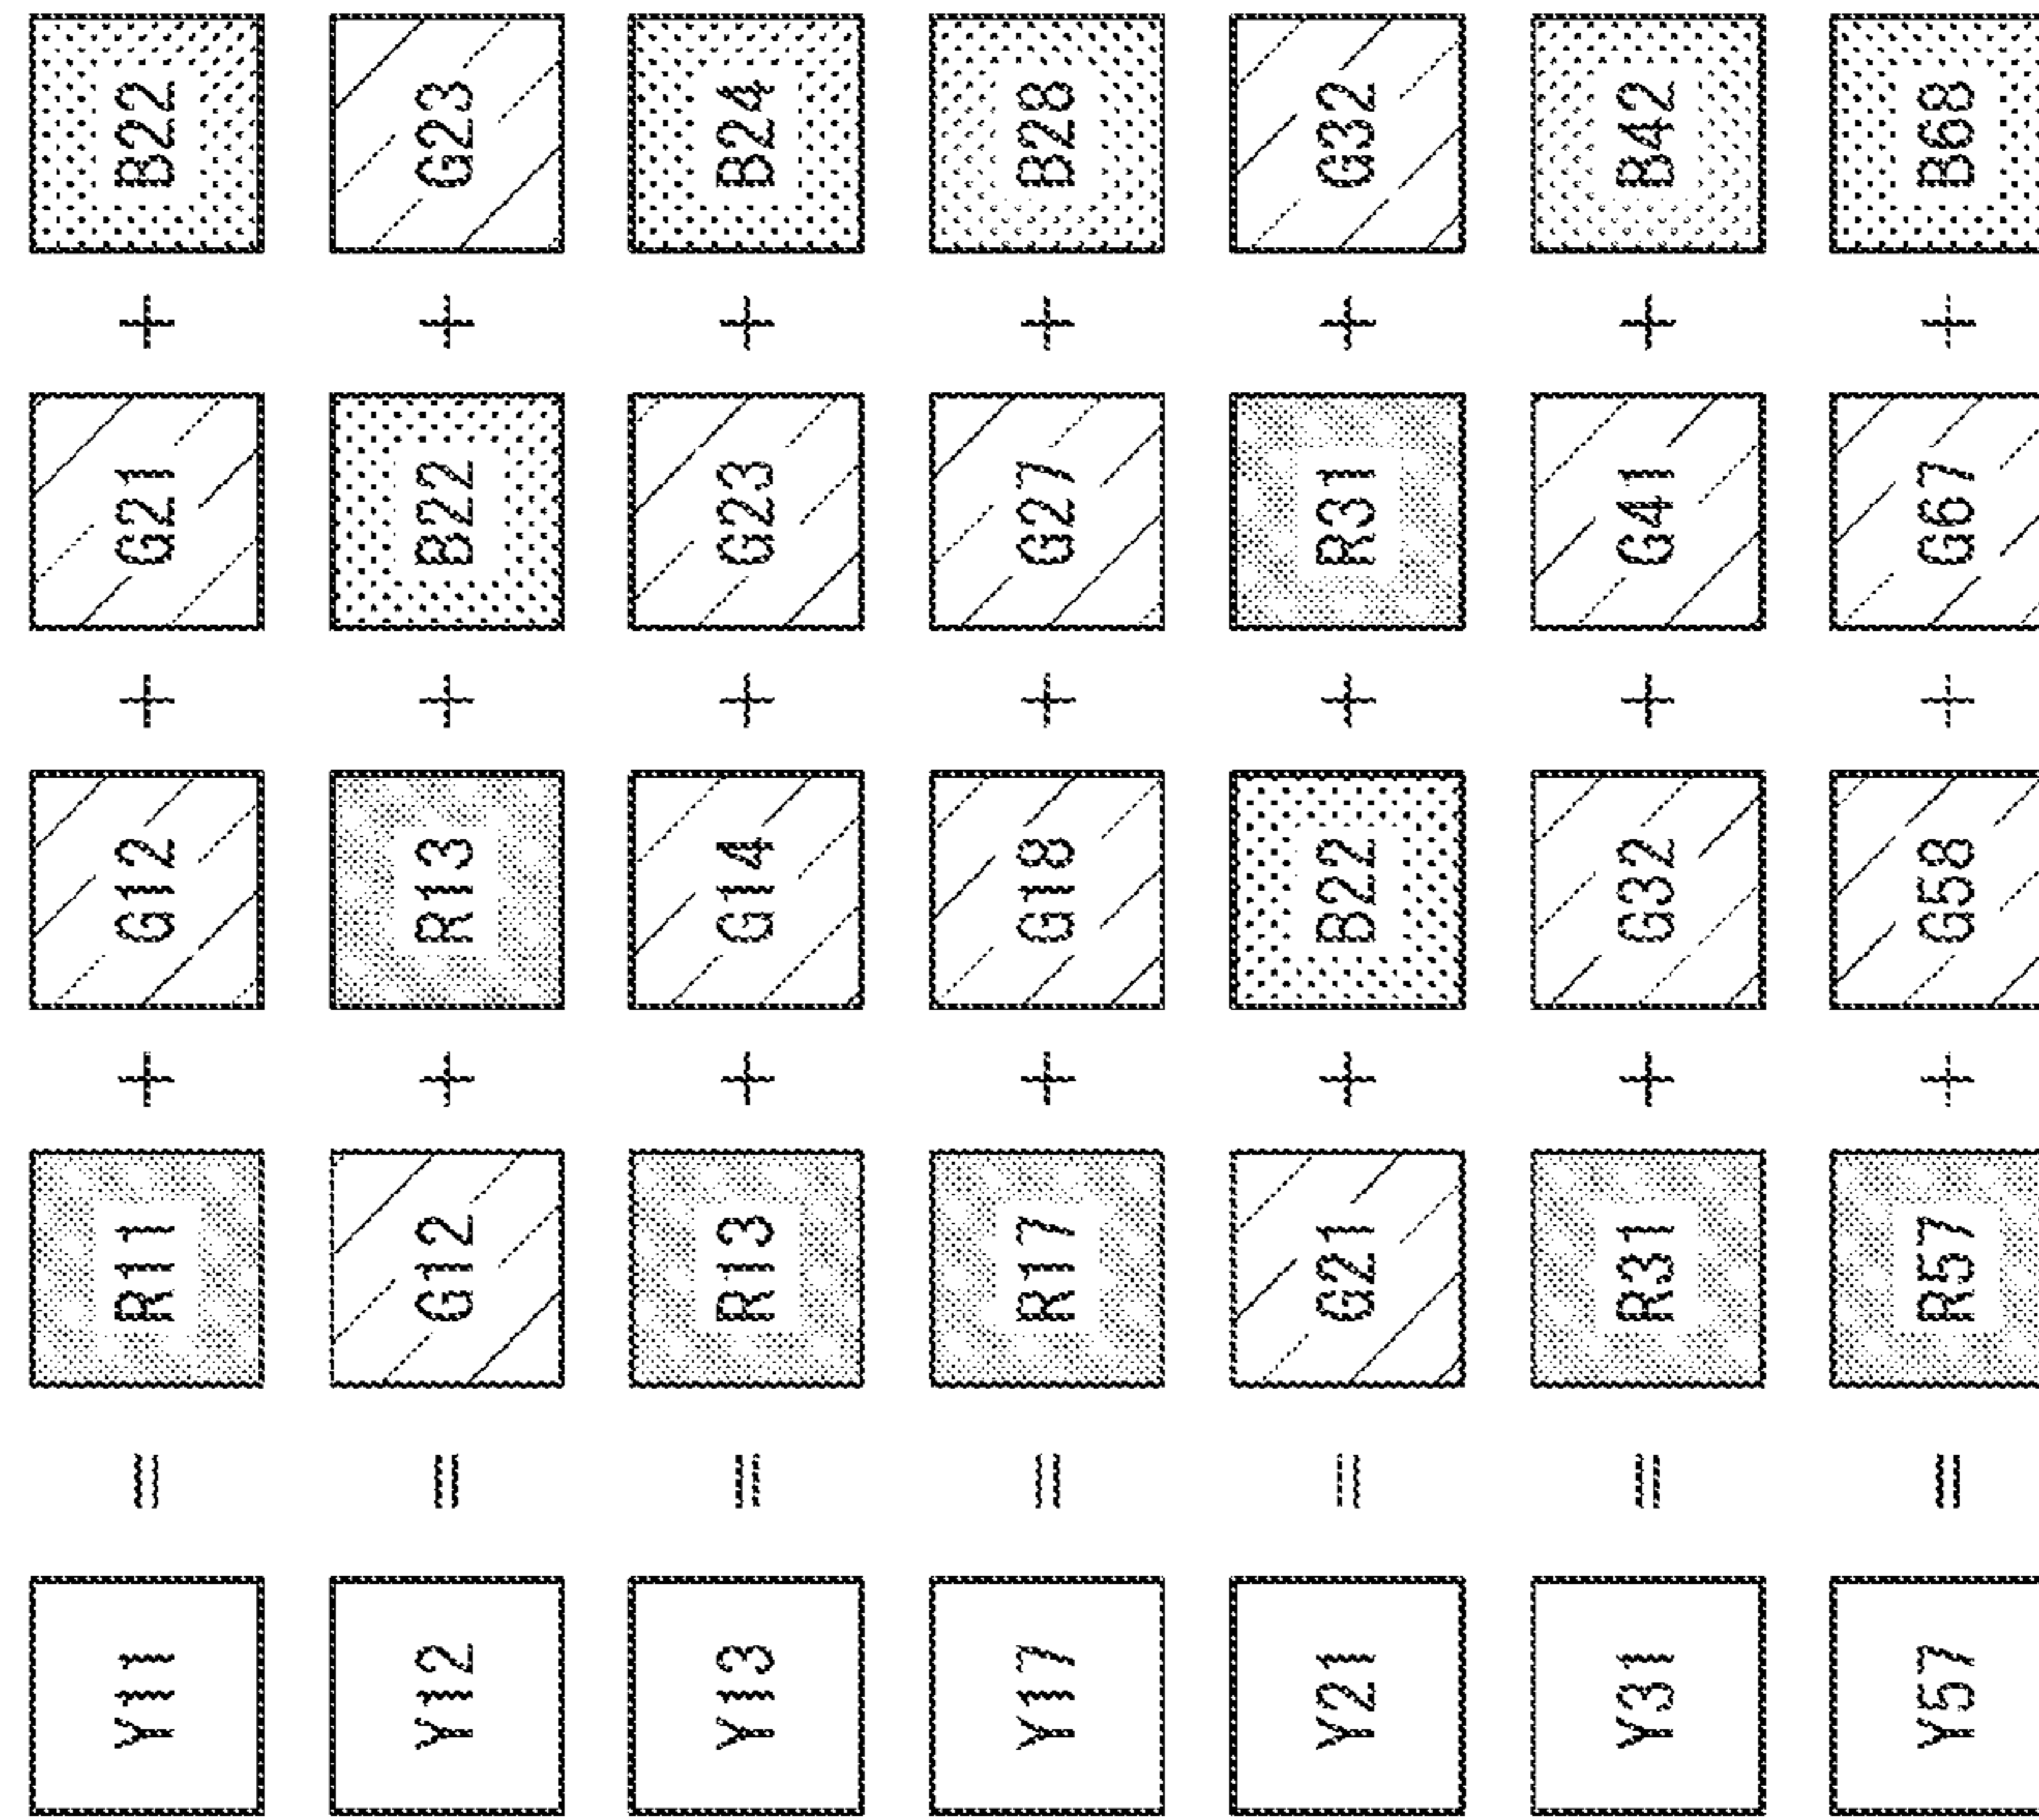 Y11 = R11 + G12 + G21 + B22
Y12 = G12 + R13 + B22 + G23
Y13 = R13 + G14 + G23 + B24
Y17 = R17 + G18 + G27 + B28
Y21 = G21 + B22 + R31 + G32
Y31 = R31 + G32 + G41 + B42
Y57 = R57 + G58 + G67 + B68